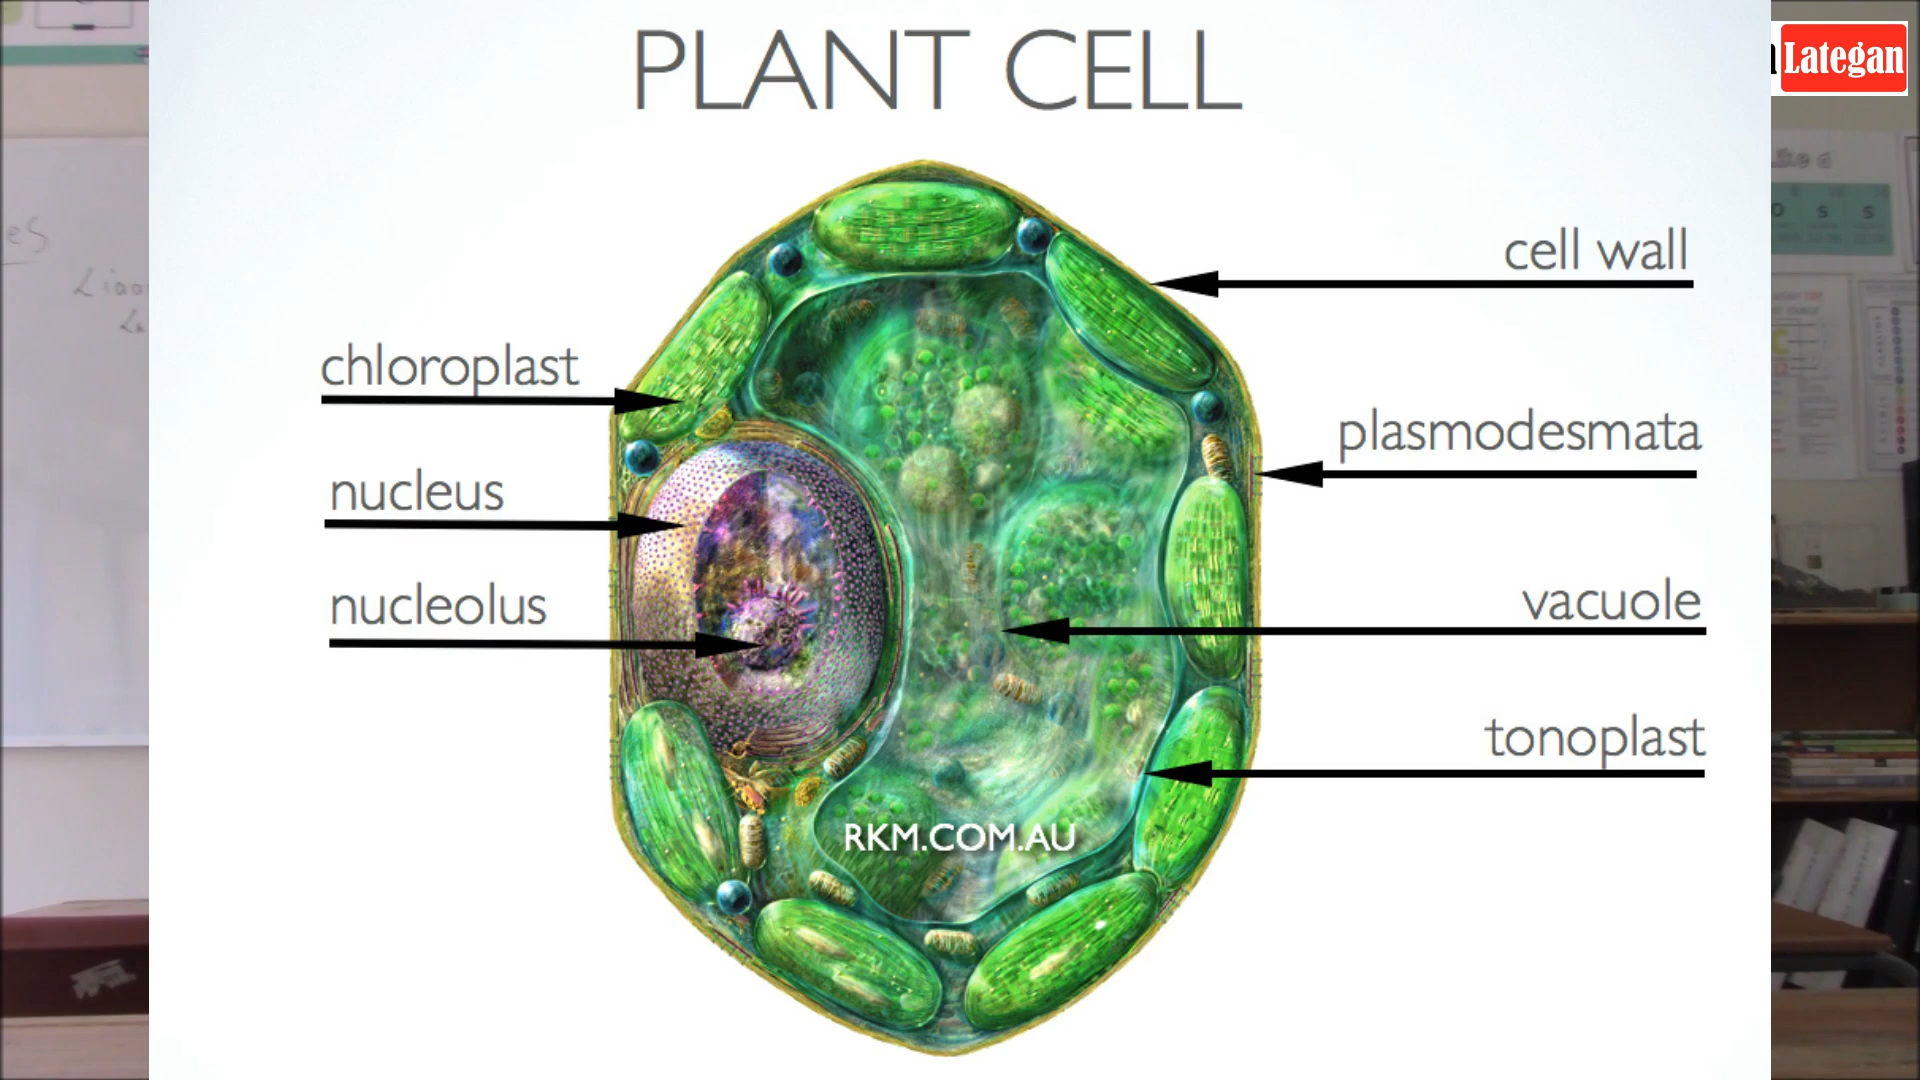 PLANT CELL
Lategan
cell wall
chloroplast
plasmodesmata
nucleus
vacuole
nucleolus
tonoplast
RKM.COM.AU